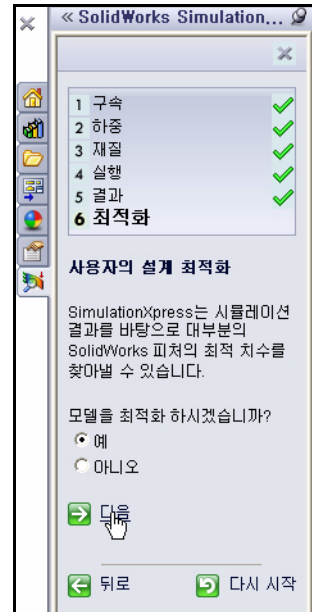 « SolidWorks Simulation...
1 구속
2 하중
3 재질
4 실행
5 결과
6 최적화
사용자의 설계 최적화
SimulationXpress는 시뮬레이션
결과를 바탕으로 대부분의
SolidWorks 피처의 최적 치수를
찾아낼 수 있습니다.
모델을 최적화 하시겠습니까?
예
아니오
다음
뒤로 다시 시작